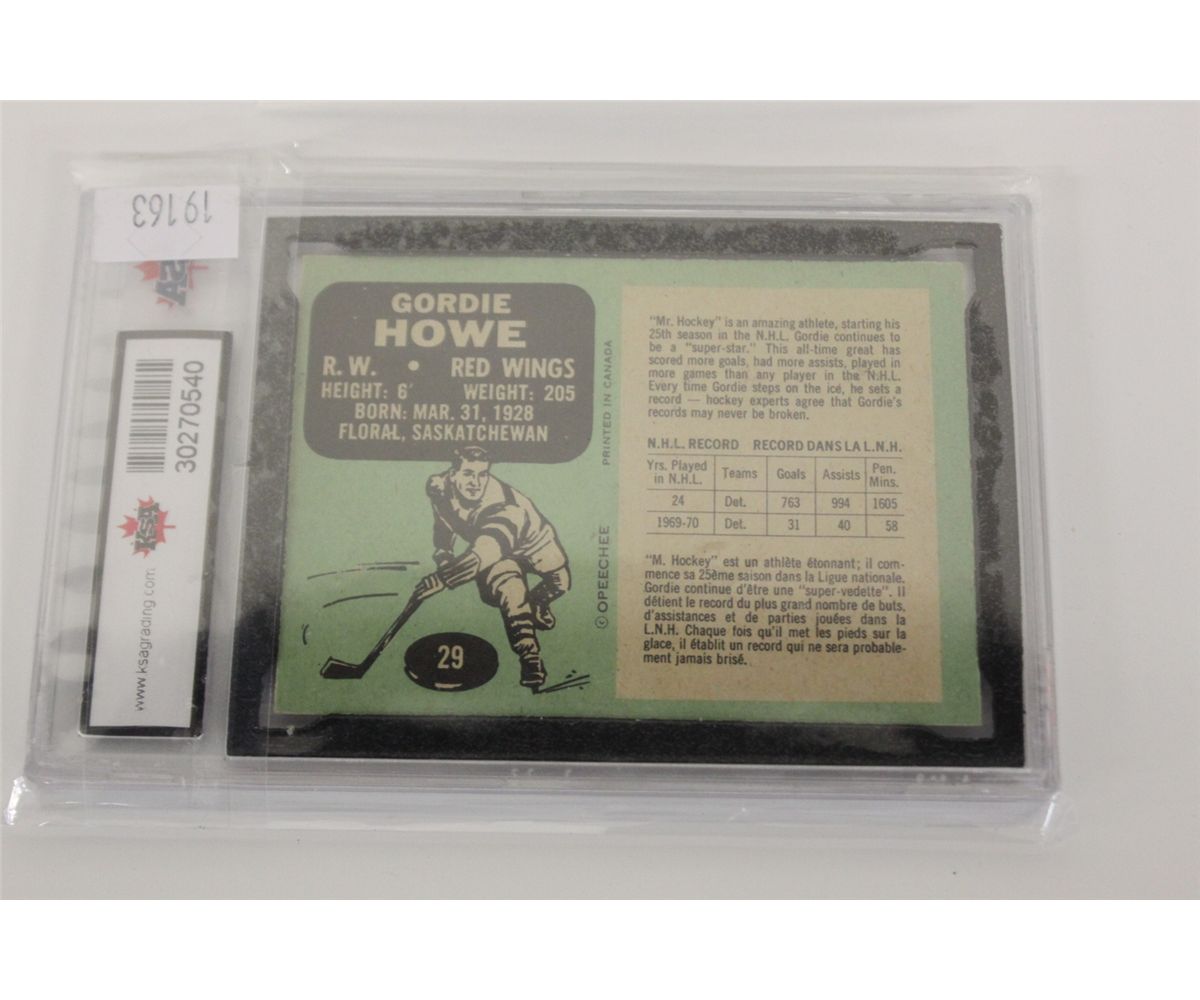 19163
KSA
30270540
KSA
www.ksagrading.com
GORDIE
HOWE
R. W. • RED WINGS
HEIGHT: 6' WEIGHT: 205
BORN: MAR. 31, 1928
FLORAL, SASKATCHEWAN
29
© OPEECHEE PRINTED IN CANADA
"Mr. Hockey" is an amazing athlete, starting his
25th season in the N.H.L. Gordie continues to
be a "super-star." This all-time great has
scored more goals, had more assists, played in
more games than any player in the N.H.L.
Every time Gordie steps on the ice, he sets a
record — hockey experts agree that Gordie's
records may never be broken.
N.H.L. RECORD RECORD DANS LA L.N.H.
Yrs. Played in N.H.L. Teams Goals Assists Pen. Mins.
24 Det. 763 994 1605
1969-70 Det. 31 40 58
"M. Hockey" est un athlète étonnant; il com-
mence sa 25ème saison dans la Ligue nationale.
Gordie continue d'être une "super-vedette". Il
détient le record du plus grand nombre de buts,
d'assistances et de parties jouées dans la
L.N.H. Chaque fois qu'il met les pieds sur la
glace, il établit un record qui ne sera probable-
ment jamais brisé.